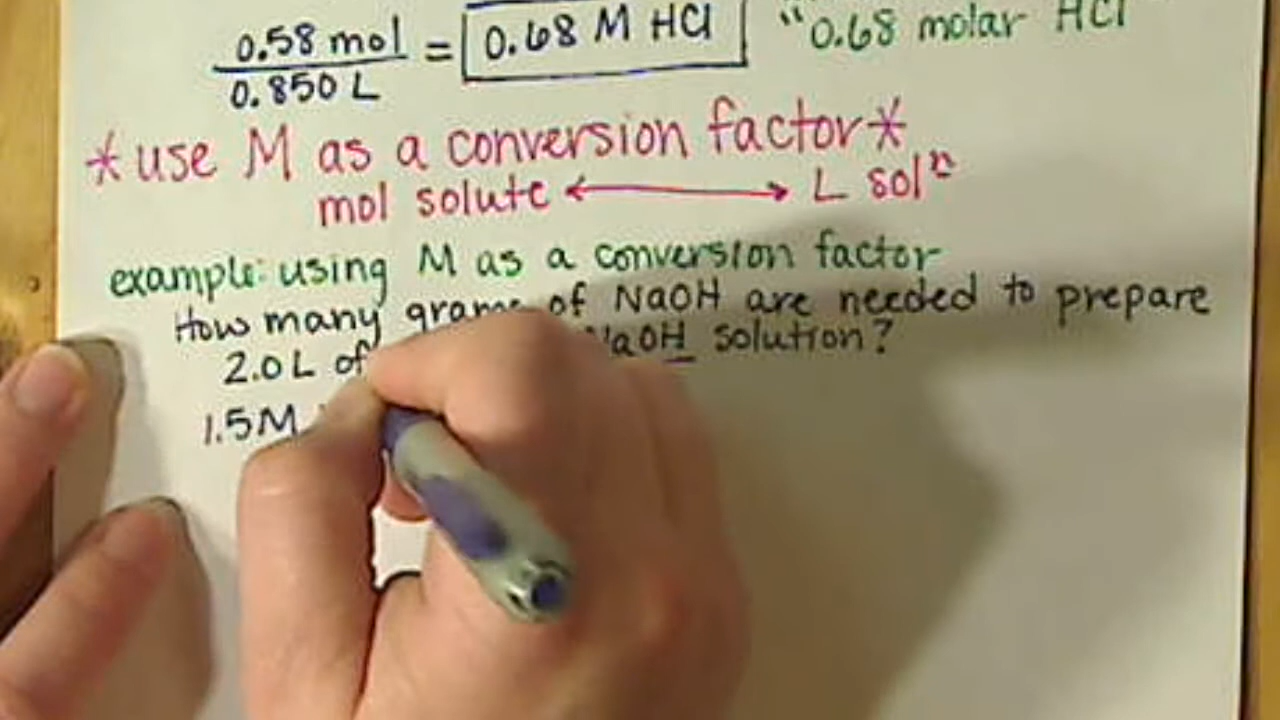 0.58 mol
0.850 L
= 0.68 M HCl "0.68 molar HCl
*use M as a conversion factor*
mol solute ⟷ L solⁿ
example: using M as a conversion factor
How many grams of NaOH are needed to prepare
2.0 L of NaOH solution?
1.5M